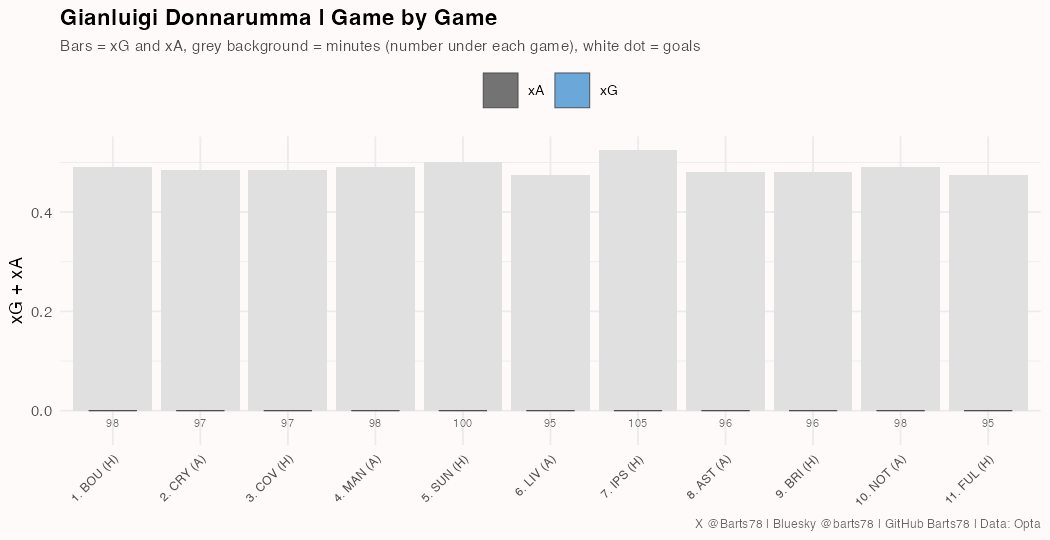 Gianluigi Donnarumma | Game by Game
Bars = xG and xA, grey background = minutes (number under each game), white dot = goals
xA
xG
xG + xA
0.4
0.2
0.0
98
97
97
98
100
95
105
96
96
98
95
1. BOU (H)
2. CRY (A)
3. COV (H)
4. MAN (A)
5. SUN (H)
6. LIV (A)
7. IPS (H)
8. AST (A)
9. BRI (H)
10. NOT (A)
11. FUL (H)
X @Barts78 | Bluesky @barts78 | GitHub Barts78 | Data: Opta